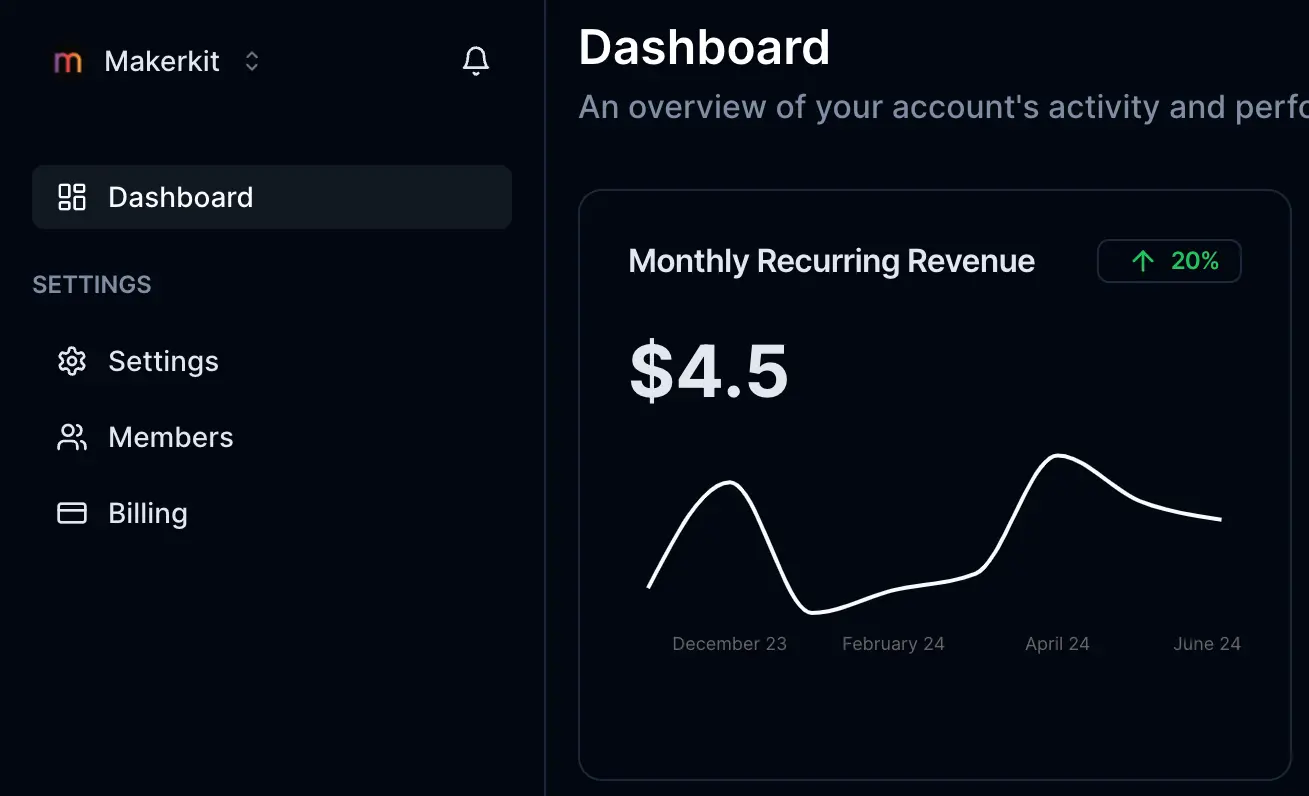 m Makerkit
Dashboard
SETTINGS
Settings
Members
Billing
Dashboard
An overview of your account's activity and perfo
Monthly Recurring Revenue
20%
$4.5
December 23 February 24 April 24 June 24